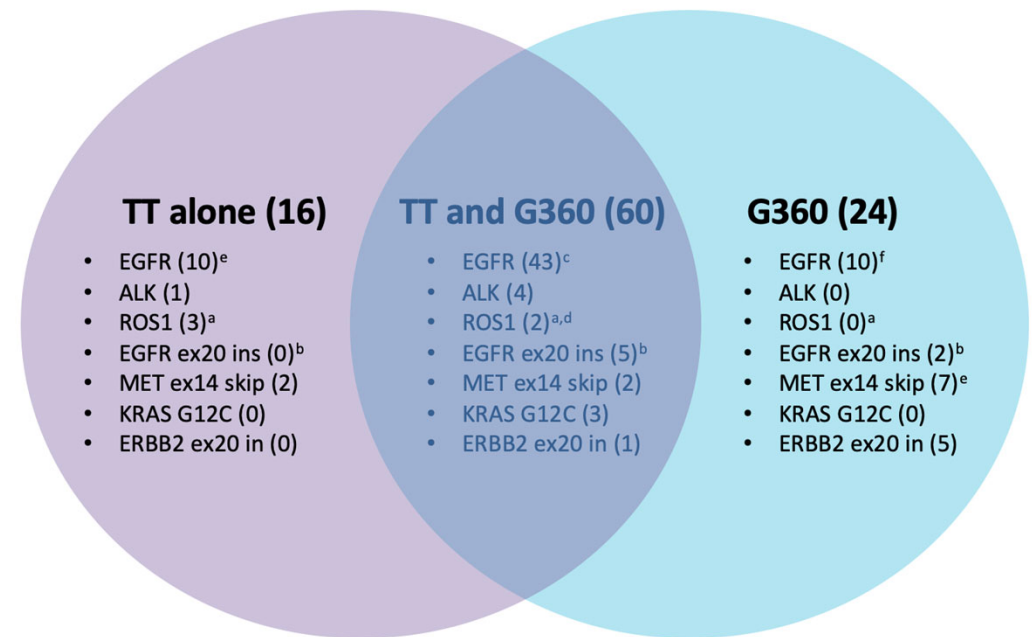 TT alone (16)
• EGFR (10)ᵉ
• ALK (1)
• ROS1 (3)ᵃ
• EGFR ex20 ins (0)ᵇ
• MET ex14 skip (2)
• KRAS G12C (0)
• ERBB2 ex20 in (0)
TT and G360 (60)
• EGFR (43)ᶜ
• ALK (4)
• ROS1 (2)ᵃ,ᵈ
• EGFR ex20 ins (5)ᵇ
• MET ex14 skip (2)
• KRAS G12C (3)
• ERBB2 ex20 in (1)
G360 (24)
• EGFR (10)ᶠ
• ALK (0)
• ROS1 (0)ᵃ
• EGFR ex20 ins (2)ᵇ
• MET ex14 skip (7)ᵉ
• KRAS G12C (0)
• ERBB2 ex20 in (5)